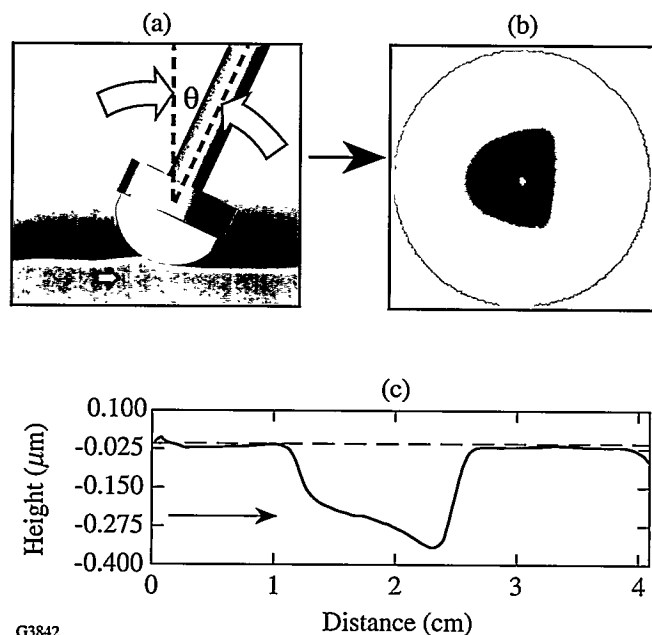 (a)
(b)
θ
(c)
0.100
-0.025
-0.150
-0.275
-0.400
Height (μm)
0
1
2
3
4
Distance (cm)
G3842